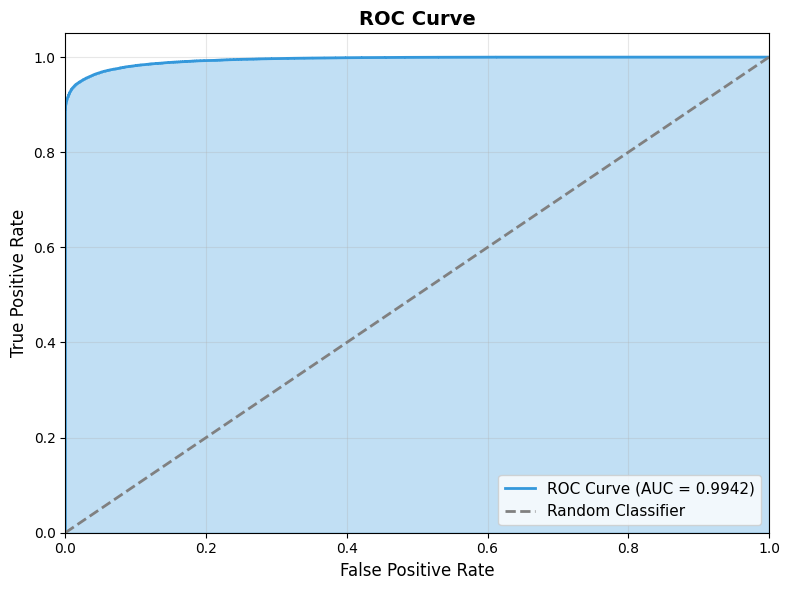 ROC Curve
True Positive Rate
1.0
0.8
0.6
0.4
0.2
0.0
0.0 0.2 0.4 0.6 0.8 1.0
False Positive Rate
ROC Curve (AUC = 0.9942)
Random Classifier